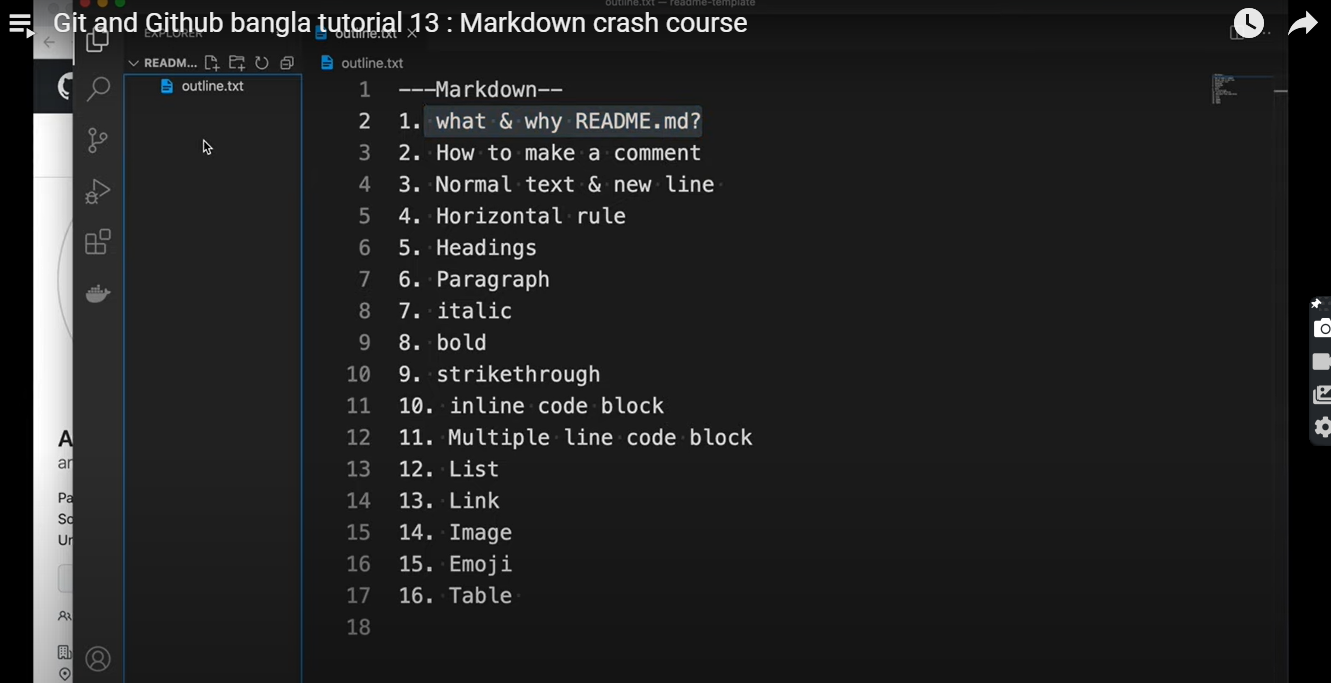 outline.txt — readme-template
Git and Github bangla tutorial 13 : Markdown crash course
EXPLORER
outline.txt
READM...
outline.txt
outline.txt
1 ---Markdown--
2 1. what & why README.md?
3 2. How to make a comment
4 3. Normal text & new line
5 4. Horizontal rule
6 5. Headings
7 6. Paragraph
8 7. italic
9 8. bold
10 9. strikethrough
11 10. inline code block
12 11. Multiple line code block
13 12. List
14 13. Link
15 14. Image
16 15. Emoji
17 16. Table
18
A
ar
Pa
So
Ur